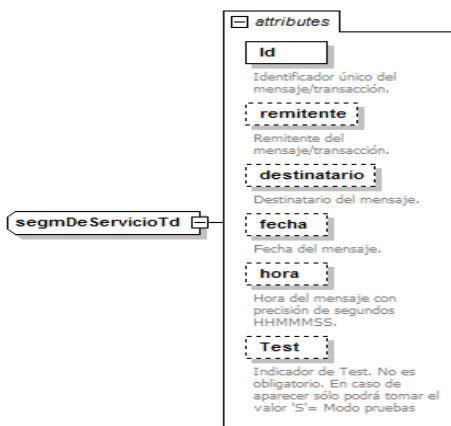 attributes
Id
Identificador único del
mensaje/transacción.
remitente
Remitente del
mensaje/transacción.
destinatario
Destinatario del mensaje.
segmDeServicioTd
fecha
Fecha del mensaje.
hora
Hora del mensaje con
precisión de segundos
HHMMMSS.
Test
Indicador de Test. No es
obligatorio. En caso de
aparecer sólo podrá tomar el
valor 'S'= Modo pruebas